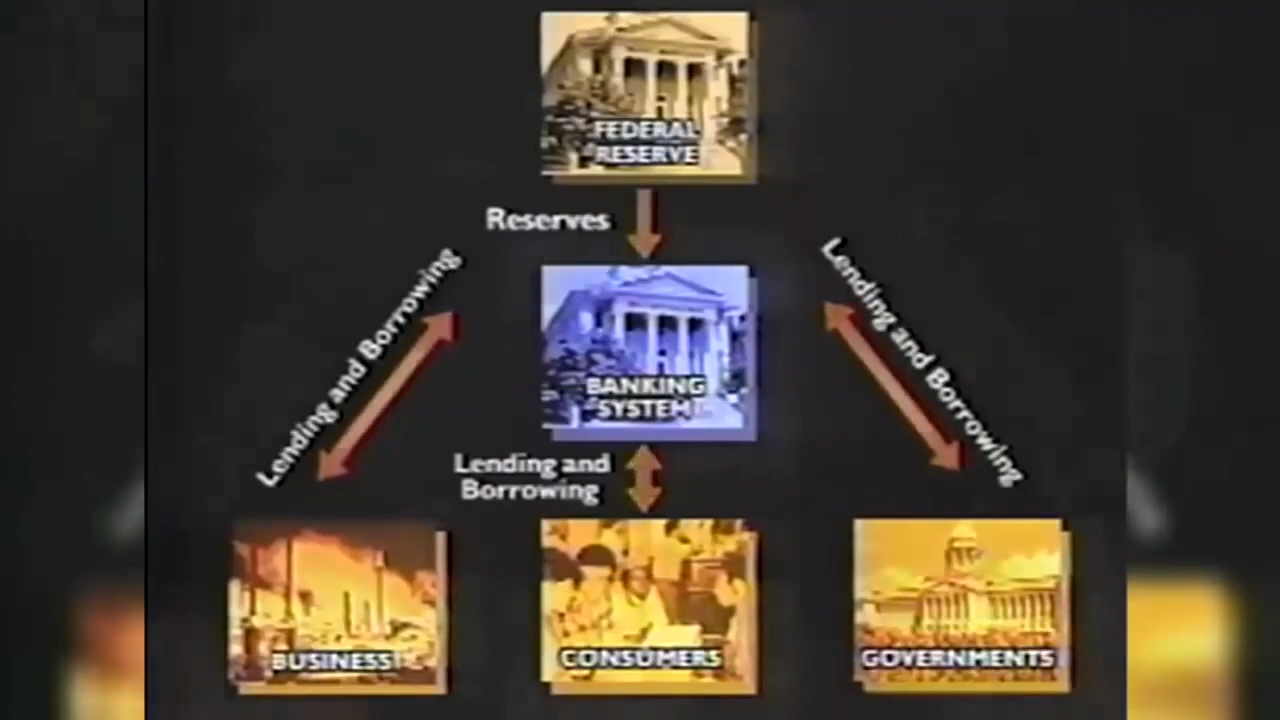 FEDERAL
RESERVE
Reserves
Lending and Borrowing
Lending and Borrowing
BANKING
SYSTEM
Lending and
Borrowing
BUSINESS
CONSUMERS
GOVERNMENTS